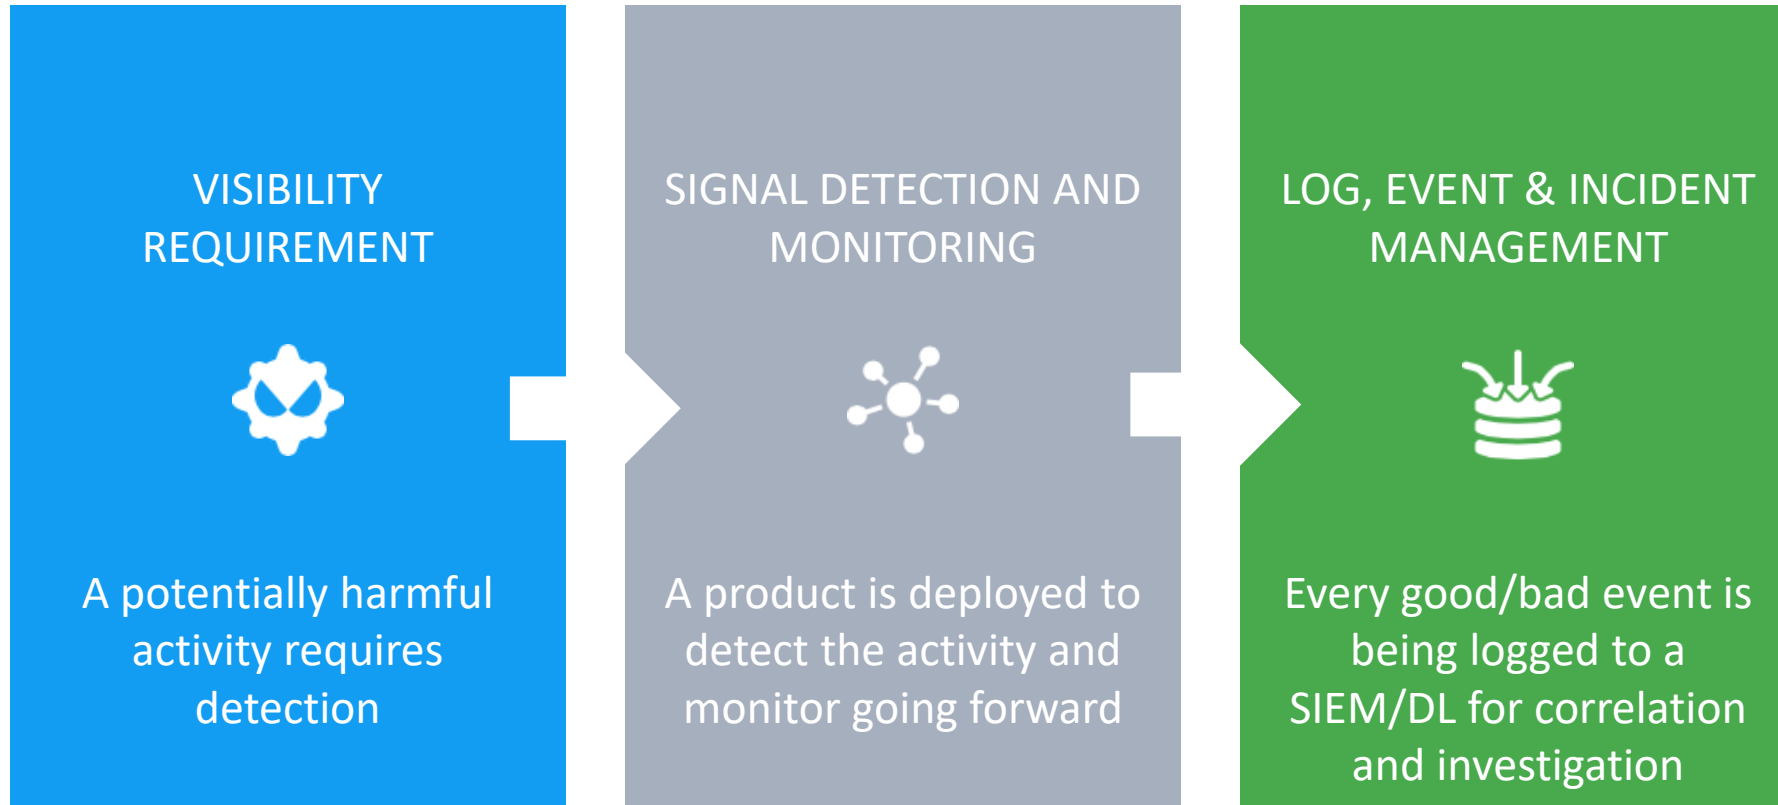 VISIBILITY
REQUIREMENT
A potentially harmful
activity requires
detection
SIGNAL DETECTION AND
MONITORING
A product is deployed to
detect the activity and
monitor going forward
LOG, EVENT & INCIDENT
MANAGEMENT
Every good/bad event is
being logged to a
SIEM/DL for correlation
and investigation